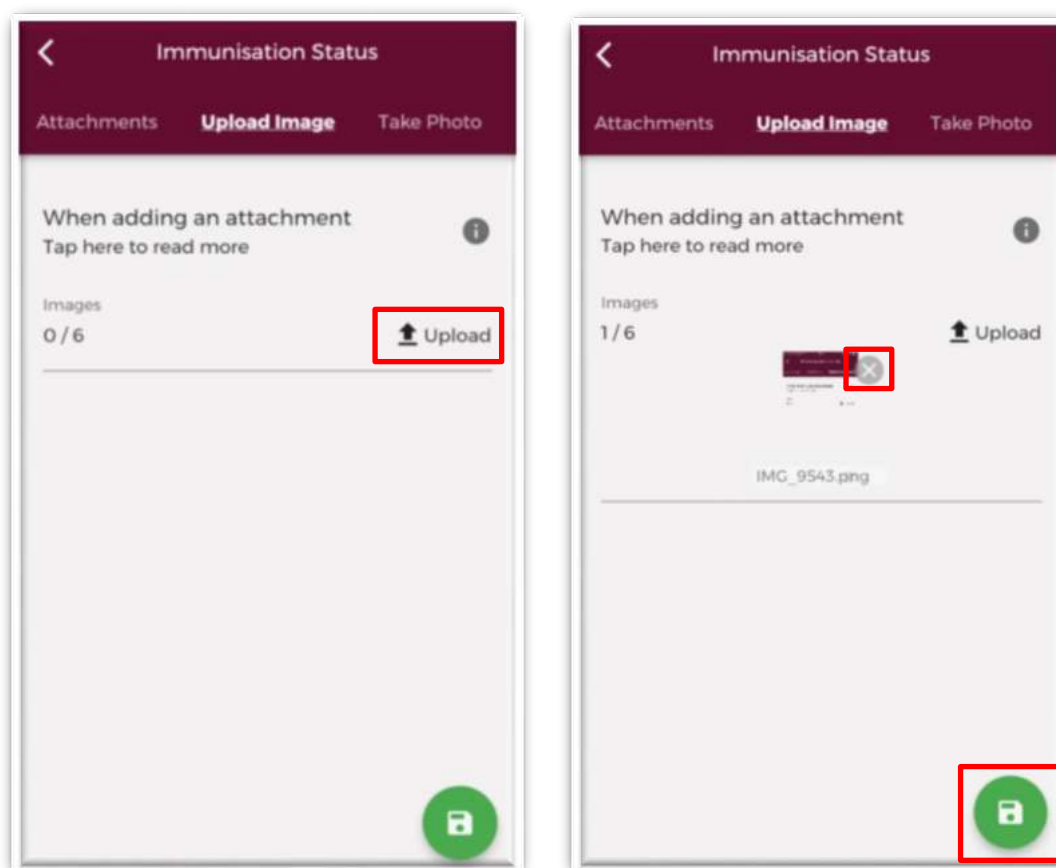 Immunisation Status
Attachments Upload Image Take Photo
When adding an attachment
Tap here to read more
Images
0 / 6 Upload
Immunisation Status
Attachments Upload Image Take Photo
When adding an attachment
Tap here to read more
Images
1 / 6 Upload
IMG_9543.png